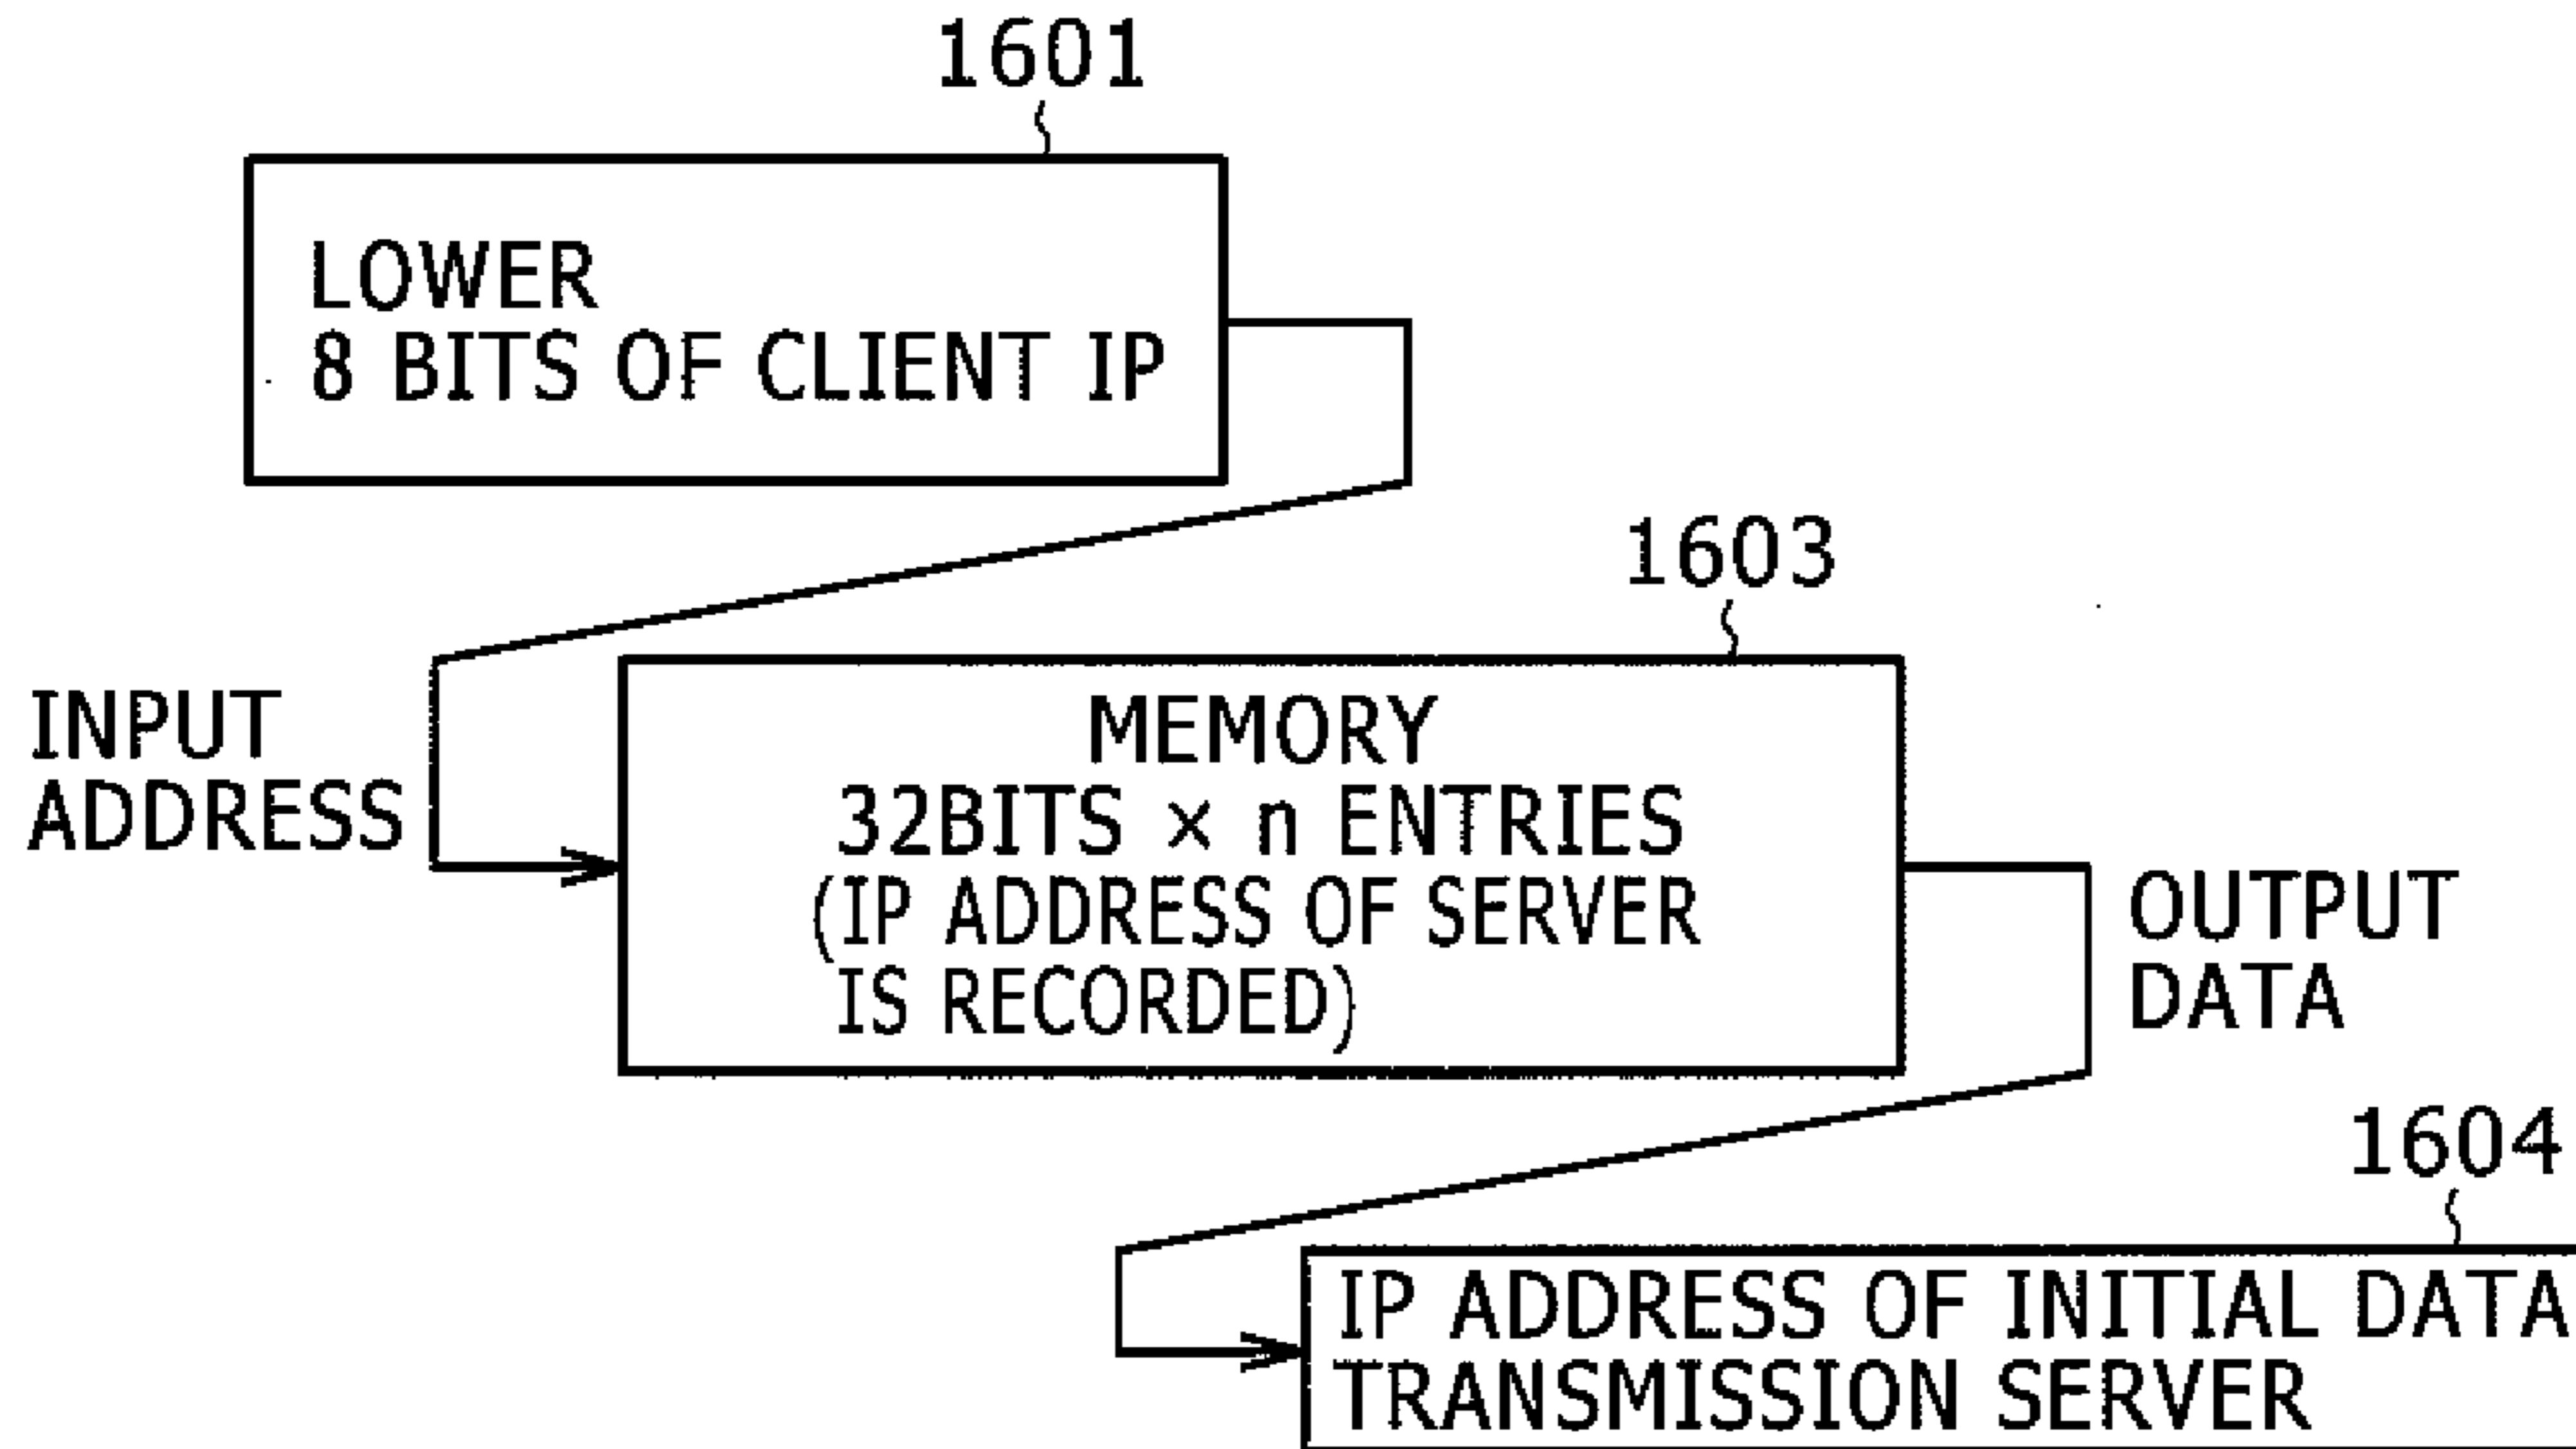 1601
LOWER
8 BITS OF CLIENT IP
1603
INPUT
ADDRESS
MEMORY
32BITS × n ENTRIES
(IP ADDRESS OF SERVER
IS RECORDED)
OUTPUT
DATA
1604
IP ADDRESS OF INITIAL DATA
TRANSMISSION SERVER